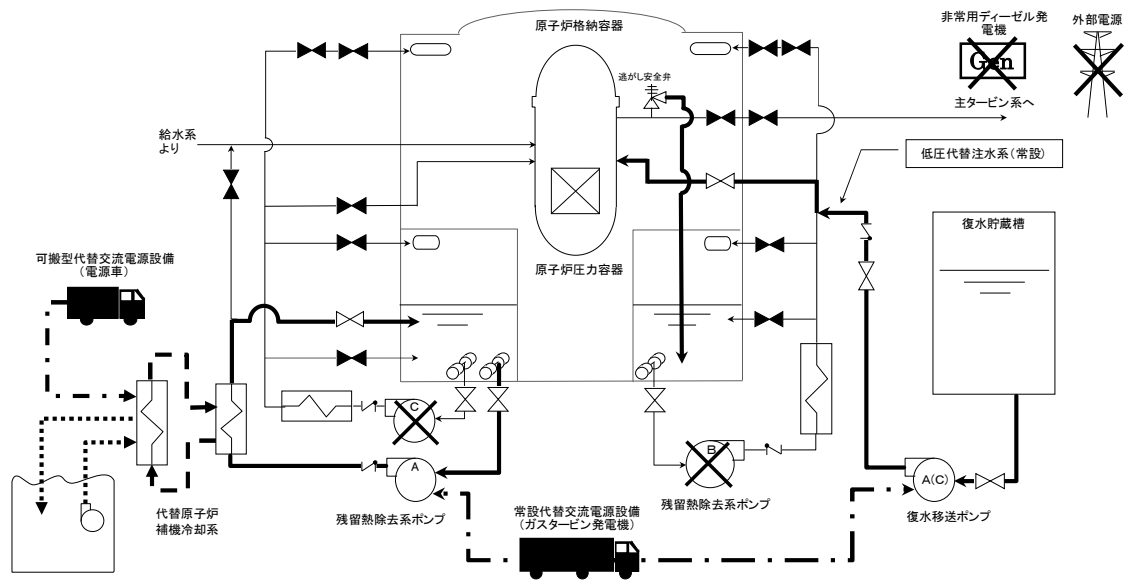 原子炉格納容器
非常用ディーゼル発
電機
外部電源
Gen
逃がし安全弁
主タービン系へ
給水系
より
低圧代替注水系(常設)
復水貯蔵槽
原子炉圧力容器
可搬型代替交流電源設備
(電源車)
C
B
A
A(C)
代替原子炉
補機冷却系
残留熱除去系ポンプ
残留熱除去系ポンプ
復水移送ポンプ
常設代替交流電源設備
(ガスタービン発電機)